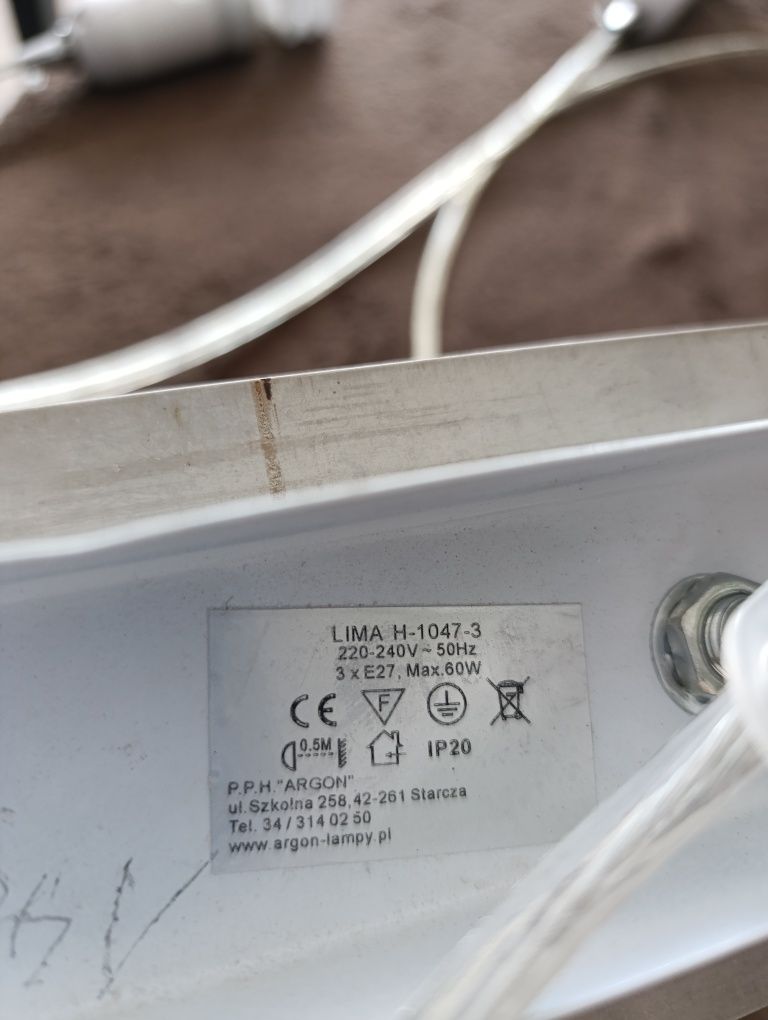 LIMA H-1047-3
220-240V ~ 50Hz
3 x E27, Max.60W
CE F
0.5M IP20
P.P.H."ARGON"
ul.Szkolna 258,42-261 Starcza
Tel. 34 / 314 02 50
www.argon-lampy.pl